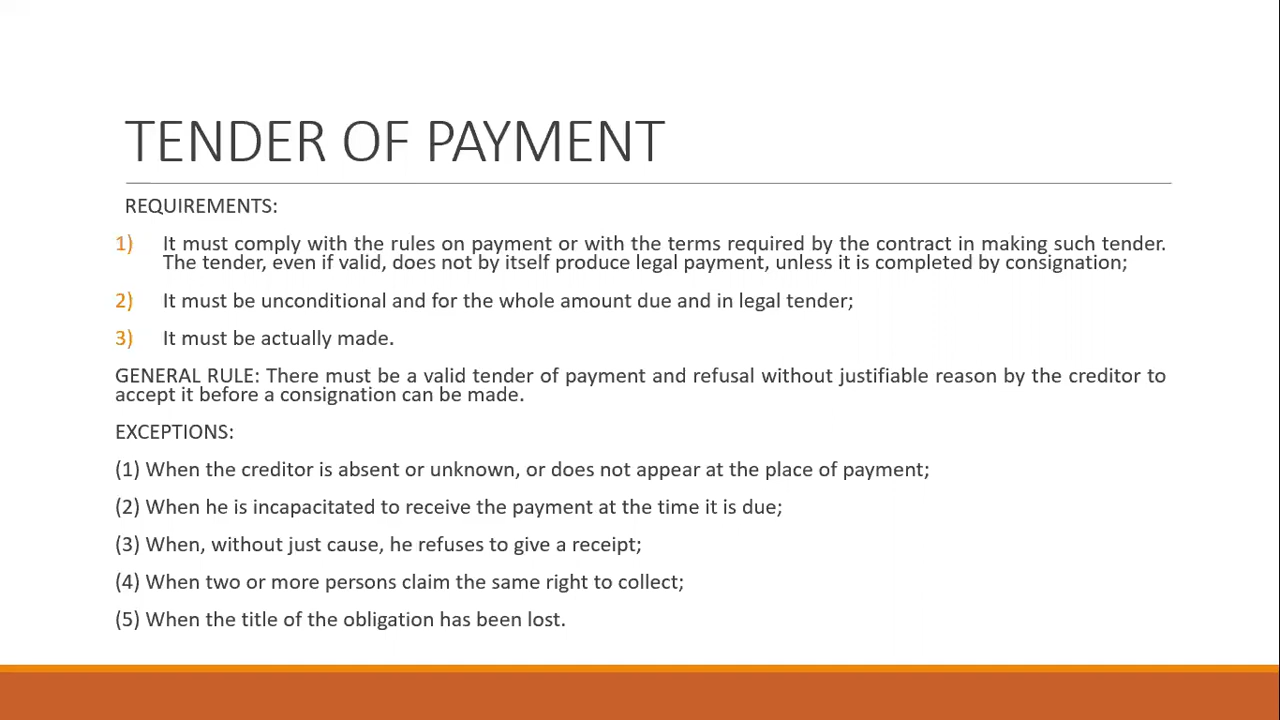 TENDER OF PAYMENT
REQUIREMENTS:
1) It must comply with the rules on payment or with the terms required by the contract in making such tender.
The tender, even if valid, does not by itself produce legal payment, unless it is completed by consignation;
2) It must be unconditional and for the whole amount due and in legal tender;
3) It must be actually made.
GENERAL RULE: There must be a valid tender of payment and refusal without justifiable reason by the creditor to
accept it before a consignation can be made.
EXCEPTIONS:
(1) When the creditor is absent or unknown, or does not appear at the place of payment;
(2) When he is incapacitated to receive the payment at the time it is due;
(3) When, without just cause, he refuses to give a receipt;
(4) When two or more persons claim the same right to collect;
(5) When the title of the obligation has been lost.